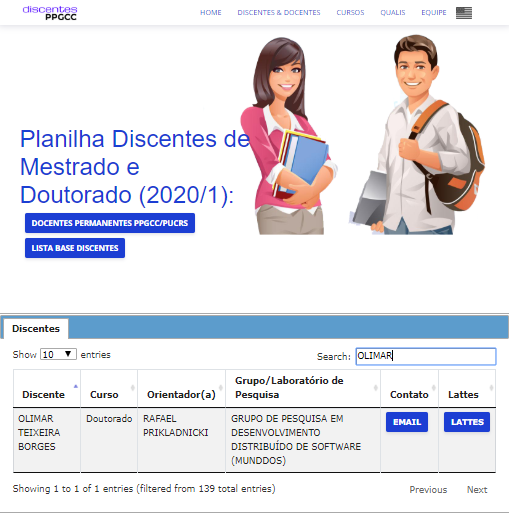 discentes
PPGCC
HOME DISCENTES & DOCENTES CURSOS QUALIS EQUIPE
Planilha Discentes de
Mestrado e
Doutorado (2020/1):
DOCENTES PERMANENTES PPGCC/PUCRS
LISTA BASE DISCENTES
Discentes
Show 10 entries Search: OLIMAR
Discente Curso Orientador(a) Grupo/Laboratório de Pesquisa Contato Lattes
OLIMAR TEIXEIRA BORGES Doutorado RAFAEL PRIKLADNICKI GRUPO DE PESQUISA EM DESENVOLVIMENTO DISTRIBUÍDO DE SOFTWARE (MUNDDOS) EMAIL LATTES
Showing 1 to 1 of 1 entries (filtered from 139 total entries) Previous Next